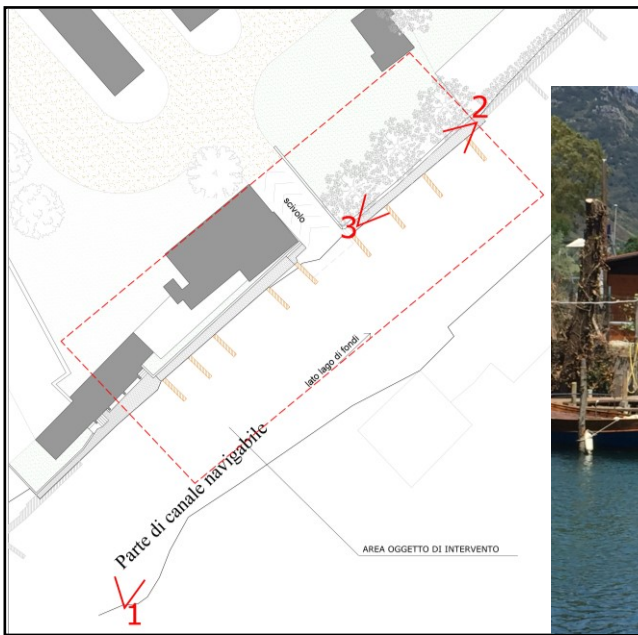 2
3
scivolo
lato lago di fondi
Parte di canale navigabile
AREA OGGETTO DI INTERVENTO
1